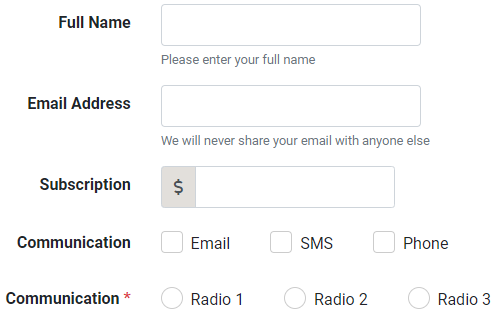 Full Name
Please enter your full name
Email Address
We will never share your email with anyone else
Subscription $
Communication Email SMS Phone
Communication * Radio 1 Radio 2 Radio 3